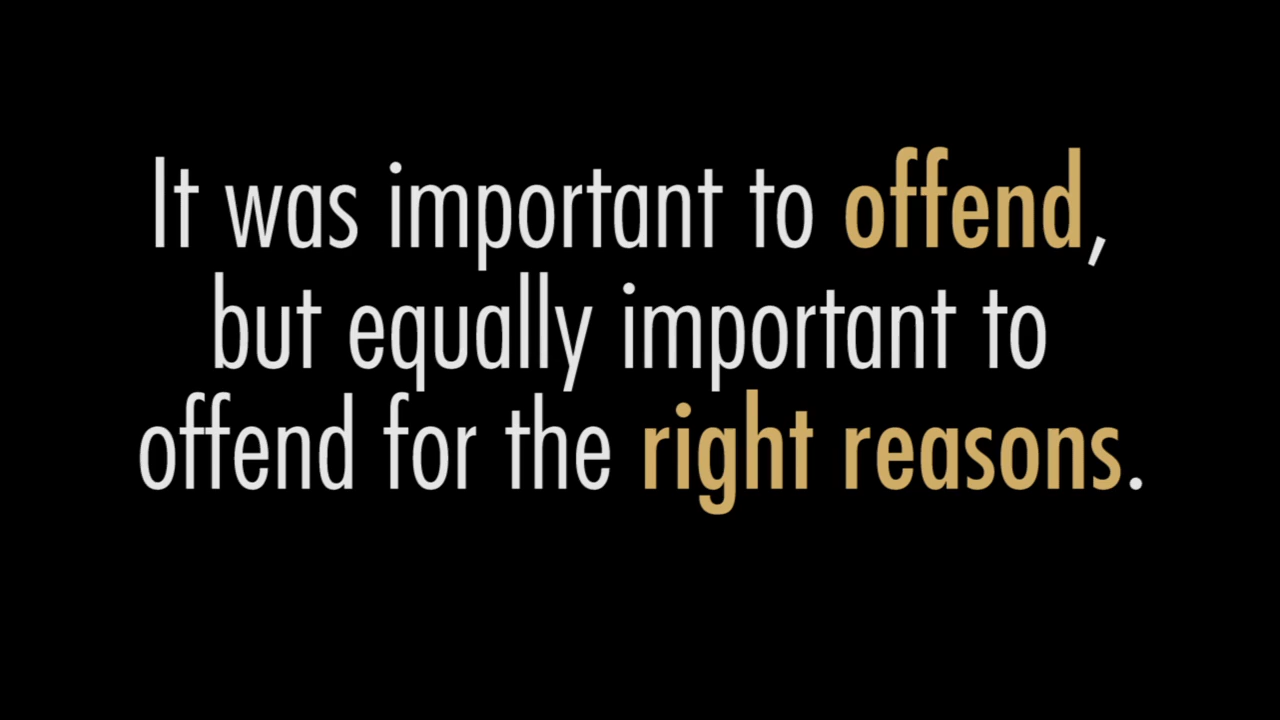 It was important to offend,
but equally important to
offend for the right reasons.